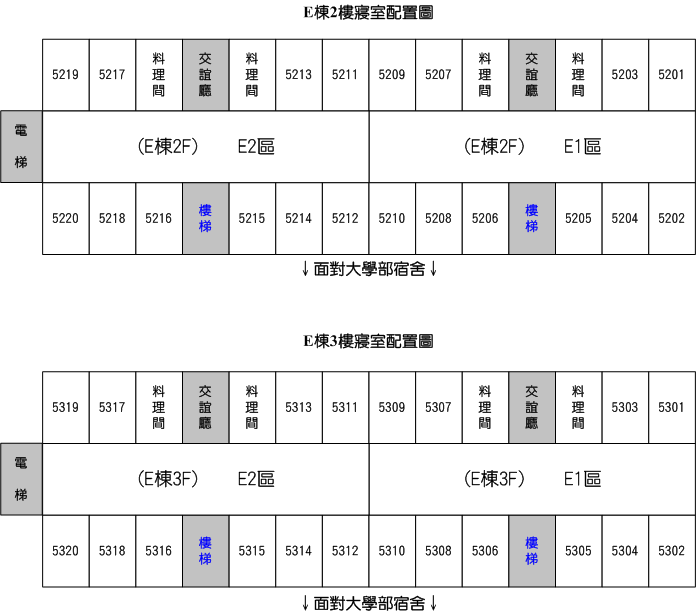 E棟2樓寢室配置圖
5219 5217 料理間 交誼廳 料理間 5213 5211 5209 5207 料理間 交誼廳 料理間 5203 5201
電梯 (E棟2F) E2區 (E棟2F) E1區
5220 5218 5216 樓梯 5215 5214 5212 5210 5208 5206 樓梯 5205 5204 5202
↓面對大學部宿舍↓
E棟3樓寢室配置圖
5319 5317 料理間 交誼廳 料理間 5313 5311 5309 5307 料理間 交誼廳 料理間 5303 5301
電梯 (E棟3F) E2區 (E棟3F) E1區
5320 5318 5316 樓梯 5315 5314 5312 5310 5308 5306 樓梯 5305 5304 5302
↓面對大學部宿舍↓